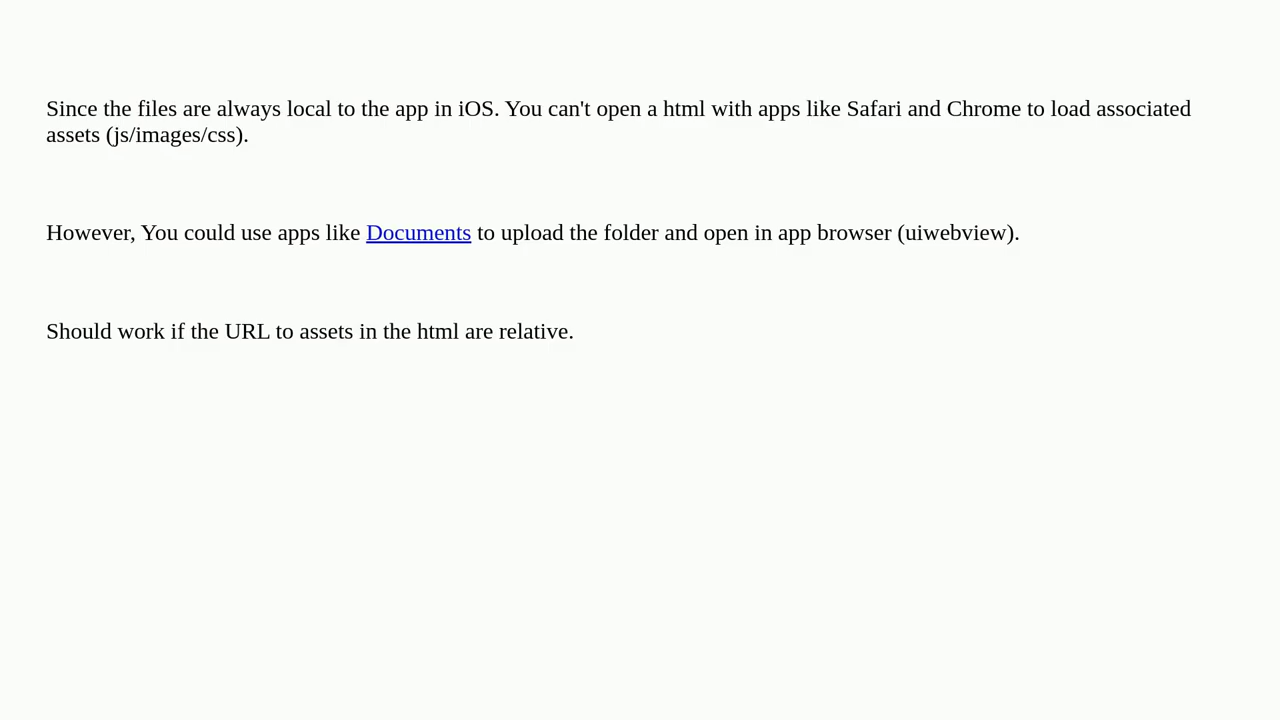 Since the files are always local to the app in iOS. You can't open a html with apps like Safari and Chrome to load associated
assets (js/images/css).
However, You could use apps like Documents to upload the folder and open in app browser (uiwebview).
Should work if the URL to assets in the html are relative.